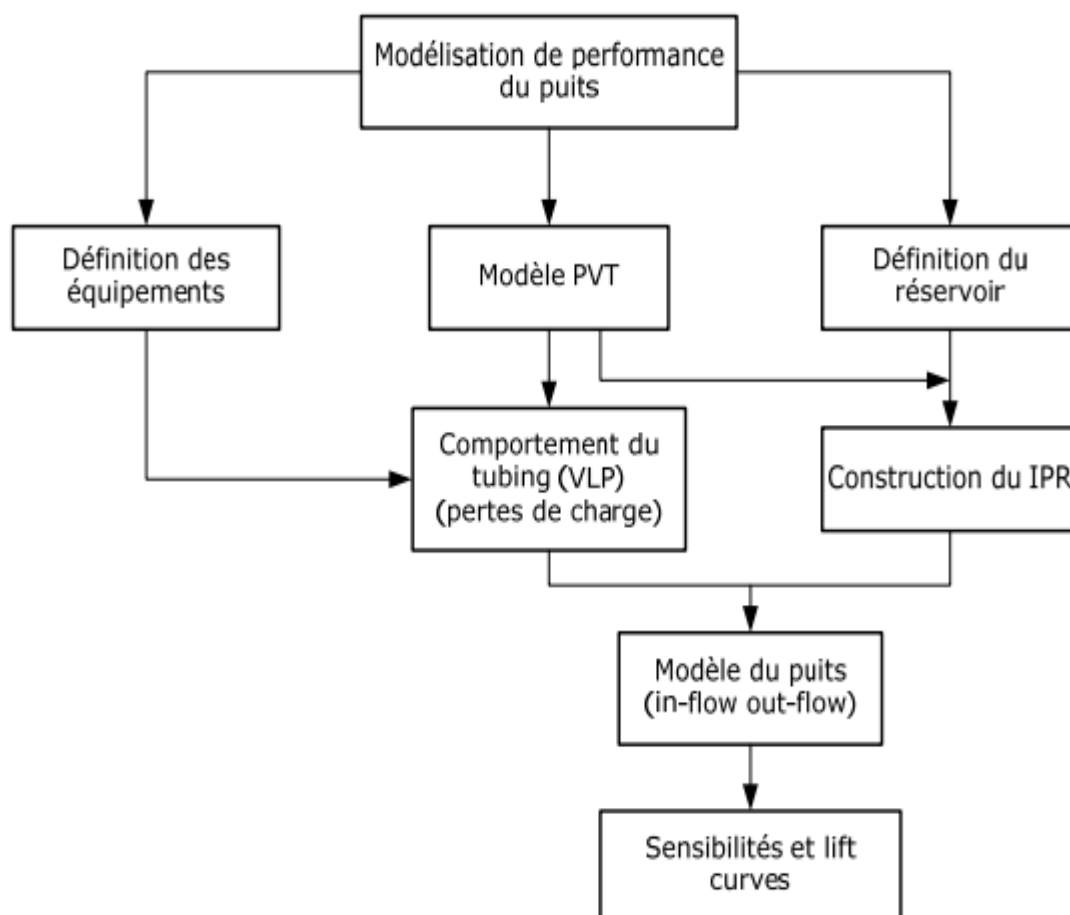 Modélisation de performance
du puits
Définition des
équipements
Modèle PVT
Définition du
réservoir
Comportement du
tubing (VLP)
(pertes de charge)
Construction du IPR
Modèle du puits
(in-flow out-flow)
Sensibilités et lift
curves